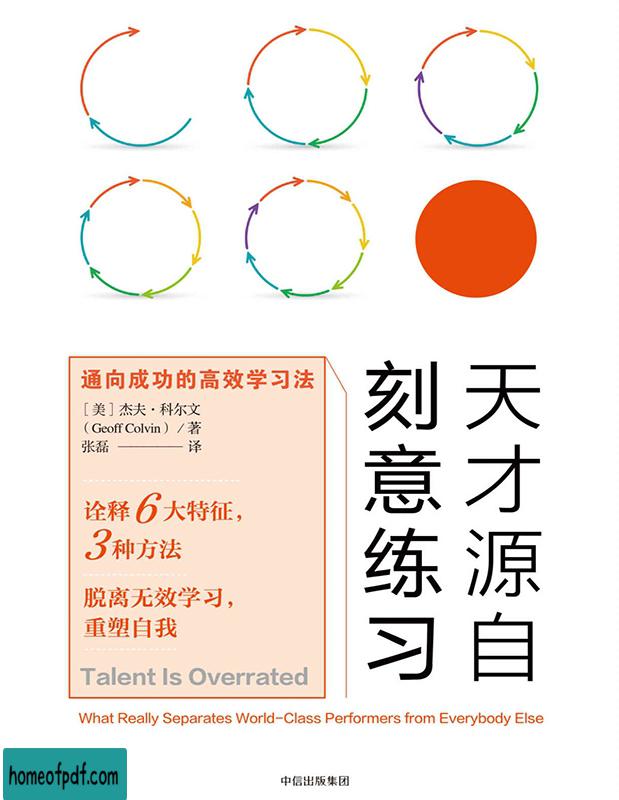 天才源自
刻意练习
通向成功的高效学习法
［美］杰夫·科尔文
（Geoff Colvin）/著
张磊 ———— 译
诠释6大特征，
3种方法
脱离无效学习，
重塑自我
Talent Is Overrated
What Really Separates World-Class Performers from Everybody Else
中信出版集团
homeofpdf.com